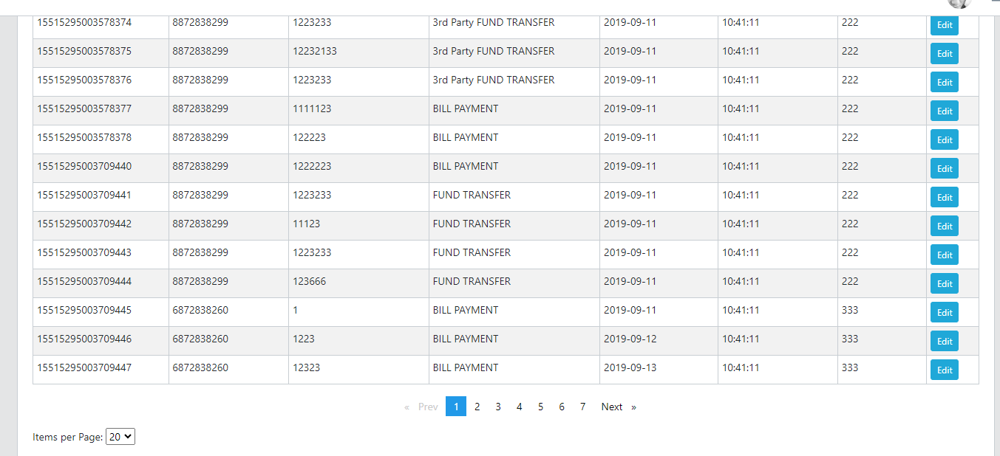 15515295003578374 8872838299 1223233 3rd Party FUND TRANSFER 2019-09-11 10:41:11 222 Edit
15515295003578375 8872838299 12232133 3rd Party FUND TRANSFER 2019-09-11 10:41:11 222 Edit
15515295003578376 8872838299 1223233 3rd Party FUND TRANSFER 2019-09-11 10:41:11 222 Edit
15515295003578377 8872838299 1111123 BILL PAYMENT 2019-09-11 10:41:11 222 Edit
15515295003578378 8872838299 122223 BILL PAYMENT 2019-09-11 10:41:11 222 Edit
15515295003709440 8872838299 1222223 BILL PAYMENT 2019-09-11 10:41:11 222 Edit
15515295003709441 8872838299 1223233 FUND TRANSFER 2019-09-11 10:41:11 222 Edit
15515295003709442 8872838299 11123 FUND TRANSFER 2019-09-11 10:41:11 222 Edit
15515295003709443 8872838299 1223233 FUND TRANSFER 2019-09-11 10:41:11 222 Edit
15515295003709444 8872838299 123666 FUND TRANSFER 2019-09-11 10:41:11 222 Edit
15515295003709445 6872838260 1 BILL PAYMENT 2019-09-11 10:41:11 333 Edit
15515295003709446 6872838260 1223 BILL PAYMENT 2019-09-12 10:41:11 333 Edit
15515295003709447 6872838260 12323 BILL PAYMENT 2019-09-13 10:41:11 333 Edit
« Prev 1 2 3 4 5 6 7 Next »
Items per Page: 20